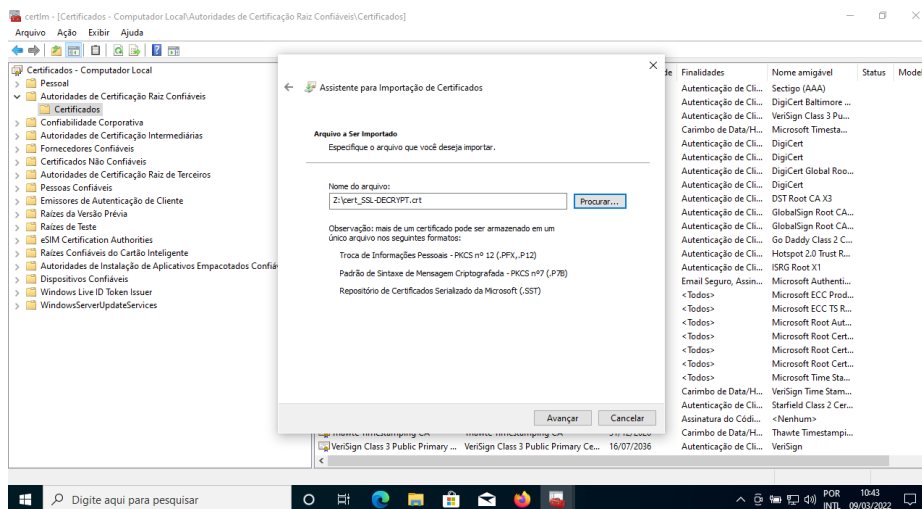 certlm - [Certificados - Computador Local\Autoridades de Certificação Raiz Confiáveis\Certificados]
Arquivo Ação Exibir Ajuda
Certificados - Computador Local
Pessoal
Autoridades de Certificação Raiz Confiáveis
Certificados
Confiabilidade Corporativa
Autoridades de Certificação Intermediárias
Fornecedores Confiáveis
Certificados Não Confiáveis
Autoridades de Certificação Raiz de Terceiros
Pessoas Confiáveis
Emissores de Autenticação de Cliente
Raízes da Versão Prévia
Raízes de Teste
eSIM Certification Authorities
Raízes Confiáveis do Cartão Inteligente
Autoridades de Instalação de Aplicativos Empacotados Confiá
Dispositivos Confiáveis
Windows Live ID Token Issuer
WindowsServerUpdateServices
Assistente para Importação de Certificados
Arquivo a Ser Importado
Especifique o arquivo que você deseja importar.
Nome do arquivo:
Z:\cert_SSL-DECRYPT.crt
Procurar...
Observação: mais de um certificado pode ser armazenado em um
único arquivo nos seguintes formatos:
Troca de Informações Pessoais - PKCS nº 12 (.PFX,.P12)
Padrão de Sintaxe de Mensagem Criptografada - PKCS nº7 (.P7B)
Repositório de Certificados Serializado da Microsoft (.SST)
Avançar Cancelar
de Finalidades Nome amigável Status Model
Autenticação de Cli... Sectigo (AAA)
Autenticação de Cli... DigiCert Baltimore ...
Autenticação de Cli... VeriSign Class 3 Pu...
Carimbo de Data/H... Microsoft Timesta...
Autenticação de Cli... DigiCert
Autenticação de Cli... DigiCert
Autenticação de Cli... DigiCert Global Roo...
Autenticação de Cli... DigiCert
Autenticação de Cli... DST Root CA X3
Autenticação de Cli... GlobalSign Root CA...
Autenticação de Cli... GlobalSign Root CA...
Autenticação de Cli... Go Daddy Class 2 C...
Autenticação de Cli... Hotspot 2.0 Trust R...
Autenticação de Cli... ISRG Root X1
Email Seguro, Assin... Microsoft Authenti...
<Todos> Microsoft ECC Prod...
<Todos> Microsoft ECC TS R...
<Todos> Microsoft Root Aut...
<Todos> Microsoft Root Cert...
<Todos> Microsoft Root Cert...
<Todos> Microsoft Root Cert...
<Todos> Microsoft Time Sta...
Carimbo de Data/H... VeriSign Time Stam...
Autenticação de Cli... Starfield Class 2 Cer...
Assinatura do Códi... <Nenhum>
Thawte Timestamping CA Thawte Timestamping CA 31/12/2020 Carimbo de Data/H... Thawte Timestampi...
VeriSign Class 3 Public Primary ... VeriSign Class 3 Public Primary Ce... 16/07/2036 Autenticação de Cli... VeriSign
Digite aqui para pesquisar
POR
INTL
10:43
09/03/2022